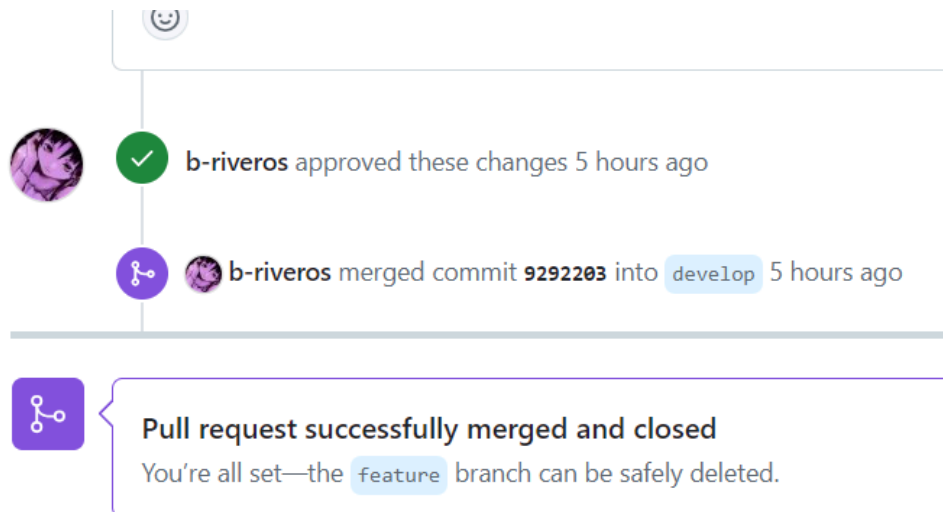 b-riveros approved these changes 5 hours ago
b-riveros merged commit 9292203 into develop 5 hours ago
Pull request successfully merged and closed
You're all set—the feature branch can be safely deleted.